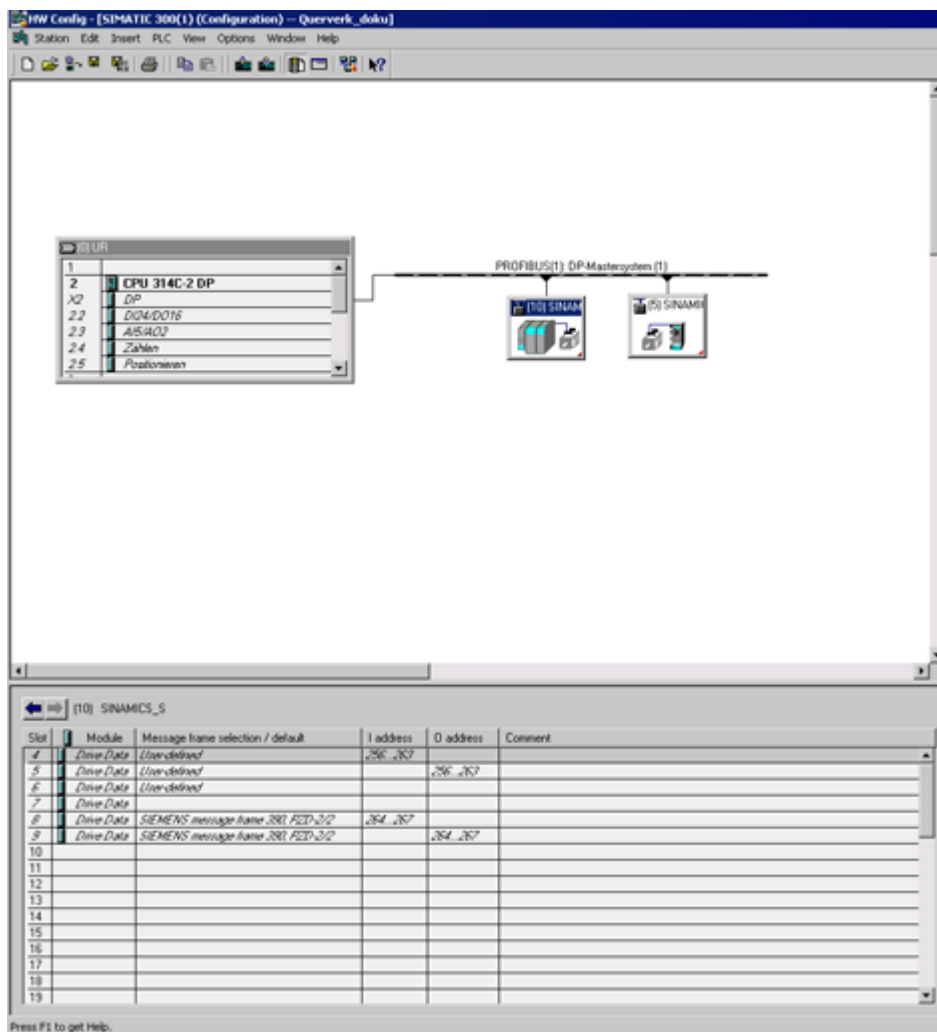 HW Config - [SIMATIC 300(1) (Configuration) -- Querverk_doku]
Station Edit Insert PLC View Options Window Help
(0) UR
1
2 CPU 314C-2 DP
X2 DP
2.2 DI24/DO16
2.3 AI5/AO2
2.4 Zählen
2.5 Positionieren
PROFIBUS(1): DP-Mastersystem (1)
(10) SINAM
(5) SINAMI
(10) SINAMICS_S
Slot Module Message frame selection / default I address O address Comment
4 Drive Data User-defined 256...263
5 Drive Data User-defined 256...263
6 Drive Data User-defined
7 Drive Data
8 Drive Data SIEMENS message frame 390, PZD-2/2 264...267
9 Drive Data SIEMENS message frame 390, PZD-2/2 264...267
10
11
12
13
14
15
16
17
18
19
Press F1 to get Help.